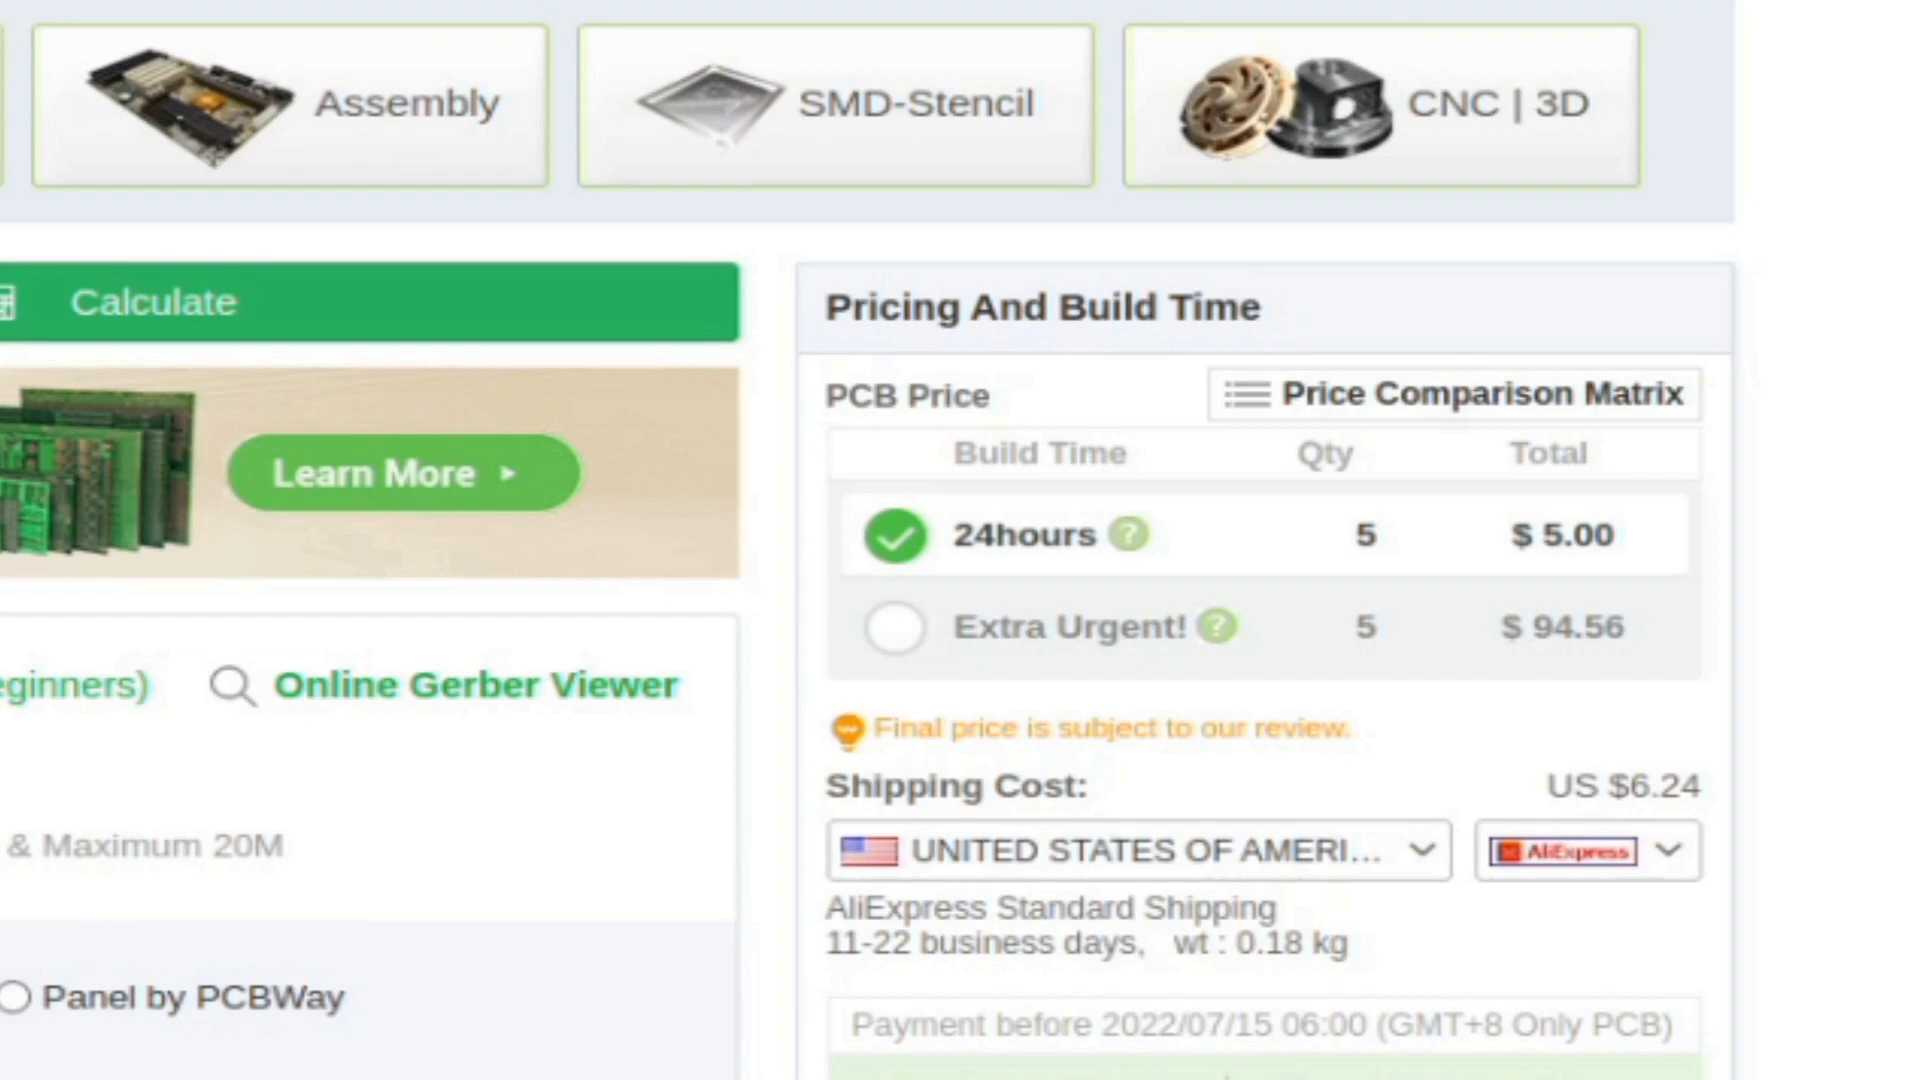 Assembly
SMD-Stencil
CNC | 3D
Calculate
Learn More
eginners)
Online Gerber Viewer
& Maximum 20M
Panel by PCBWay
Pricing And Build Time
PCB Price
Price Comparison Matrix
Build Time Qty Total
24hours ? 5 $ 5.00
Extra Urgent! ? 5 $ 94.56
Final price is subject to our review.
Shipping Cost: US $6.24
UNITED STATES OF AMERI... AliExpress
AliExpress Standard Shipping
11-22 business days, wt : 0.18 kg
Payment before 2022/07/15 06:00 (GMT+8 Only PCB)